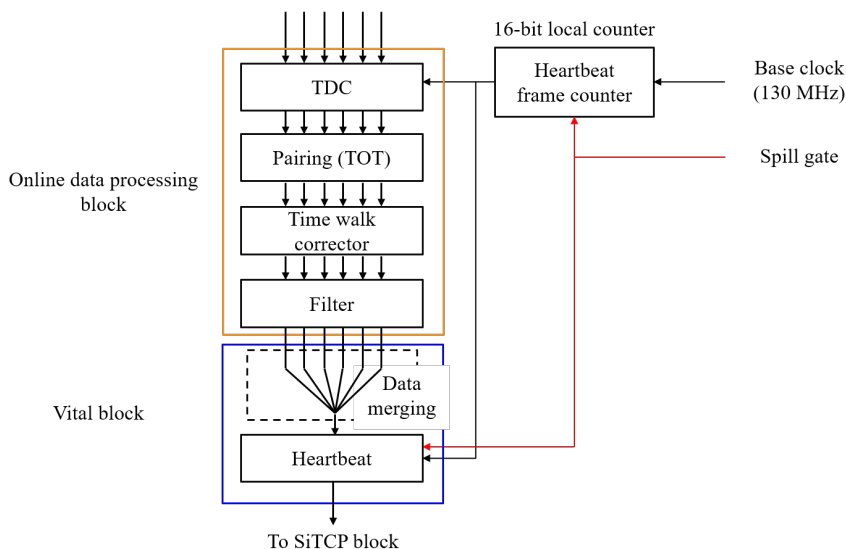 16-bit local counter
TDC
Heartbeat
frame counter
Base clock
(130 MHz)
Pairing (TOT)
Spill gate
Online data processing
block
Time walk
corrector
Filter
Data
merging
Vital block
Heartbeat
To SiTCP block